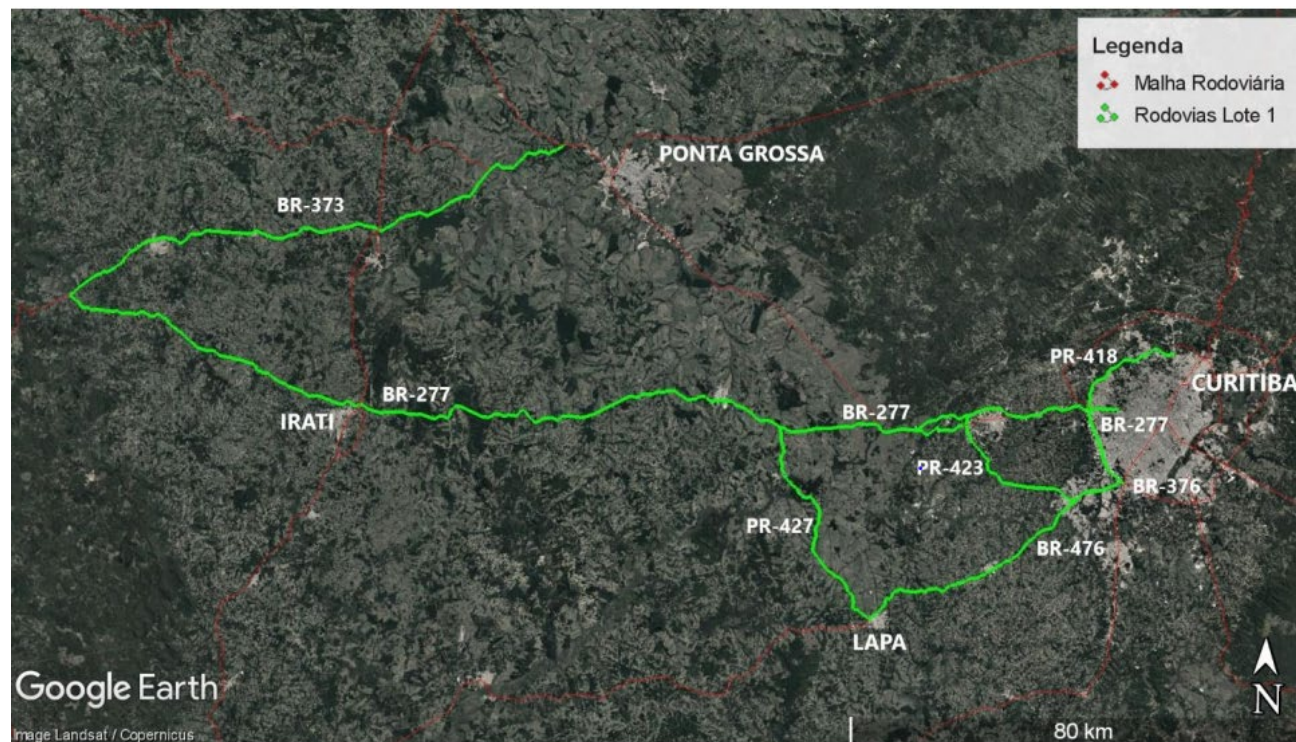 Legenda
Malha Rodoviária
Rodovias Lote 1
PONTA GROSSA
BR-373
PR-418
CURITIBA
BR-277
IRATI
BR-277
BR-277
PR-423
BR-376
PR-427
BR-476
LAPA
Google Earth
N
Image Landsat / Copernicus
80 km